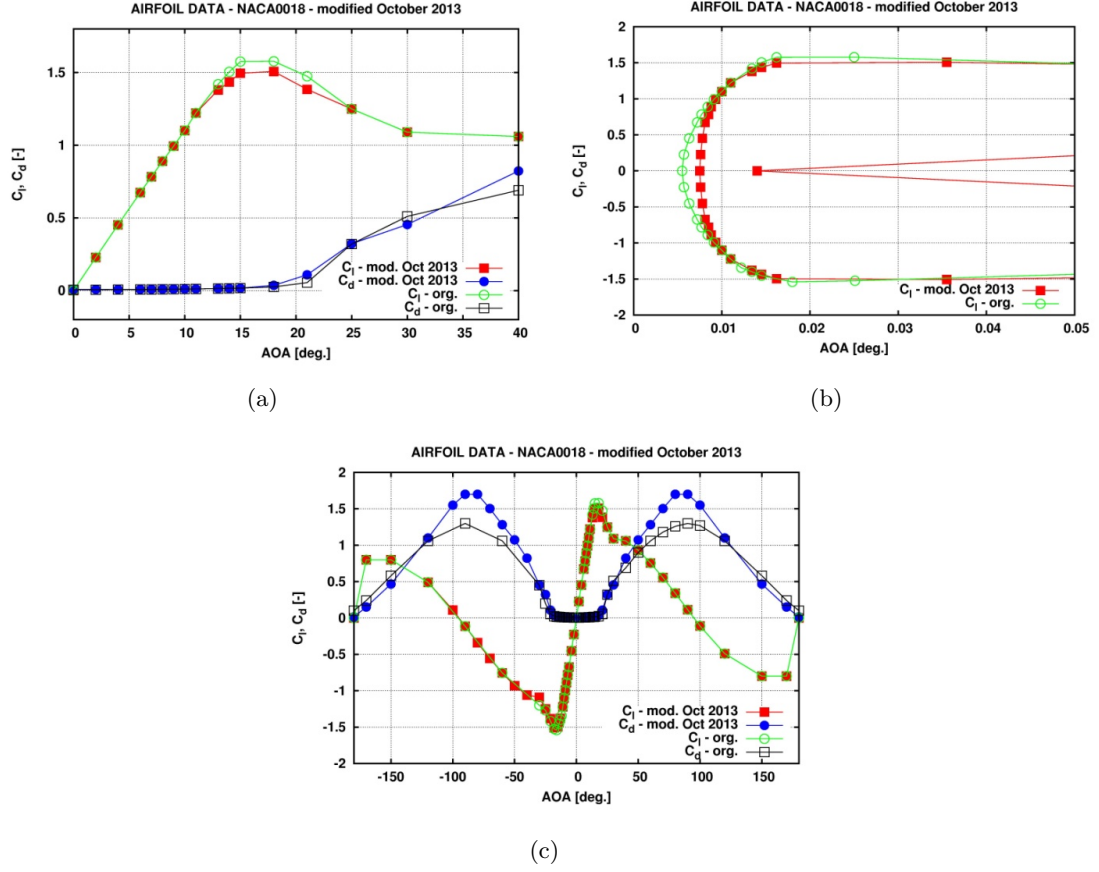 AIRFOIL DATA - NACA0018 - modified October 2013
C_l, C_d [-]
1.5
1
0.5
0
C_l - mod. Oct 2013
C_d - mod. Oct 2013
C_l - org.
C_d - org.
0 5 10 15 20 25 30 35 40
AOA [deg.]
(a)
AIRFOIL DATA - NACA0018 - modified October 2013
C_l, C_d [-]
2
1.5
1
0.5
0
-0.5
-1
-1.5
-2
C_l - mod. Oct 2013
C_l - org.
0 0.01 0.02 0.03 0.04 0.05
AOA [deg.]
(b)
AIRFOIL DATA - NACA0018 - modified October 2013
C_l, C_d [-]
2
1.5
1
0.5
0
-0.5
-1
-1.5
-2
C_l - mod. Oct 2013
C_d - mod. Oct 2013
C_l - org.
C_d - org.
-150 -100 -50 0 50 100 150
AOA [deg.]
(c)